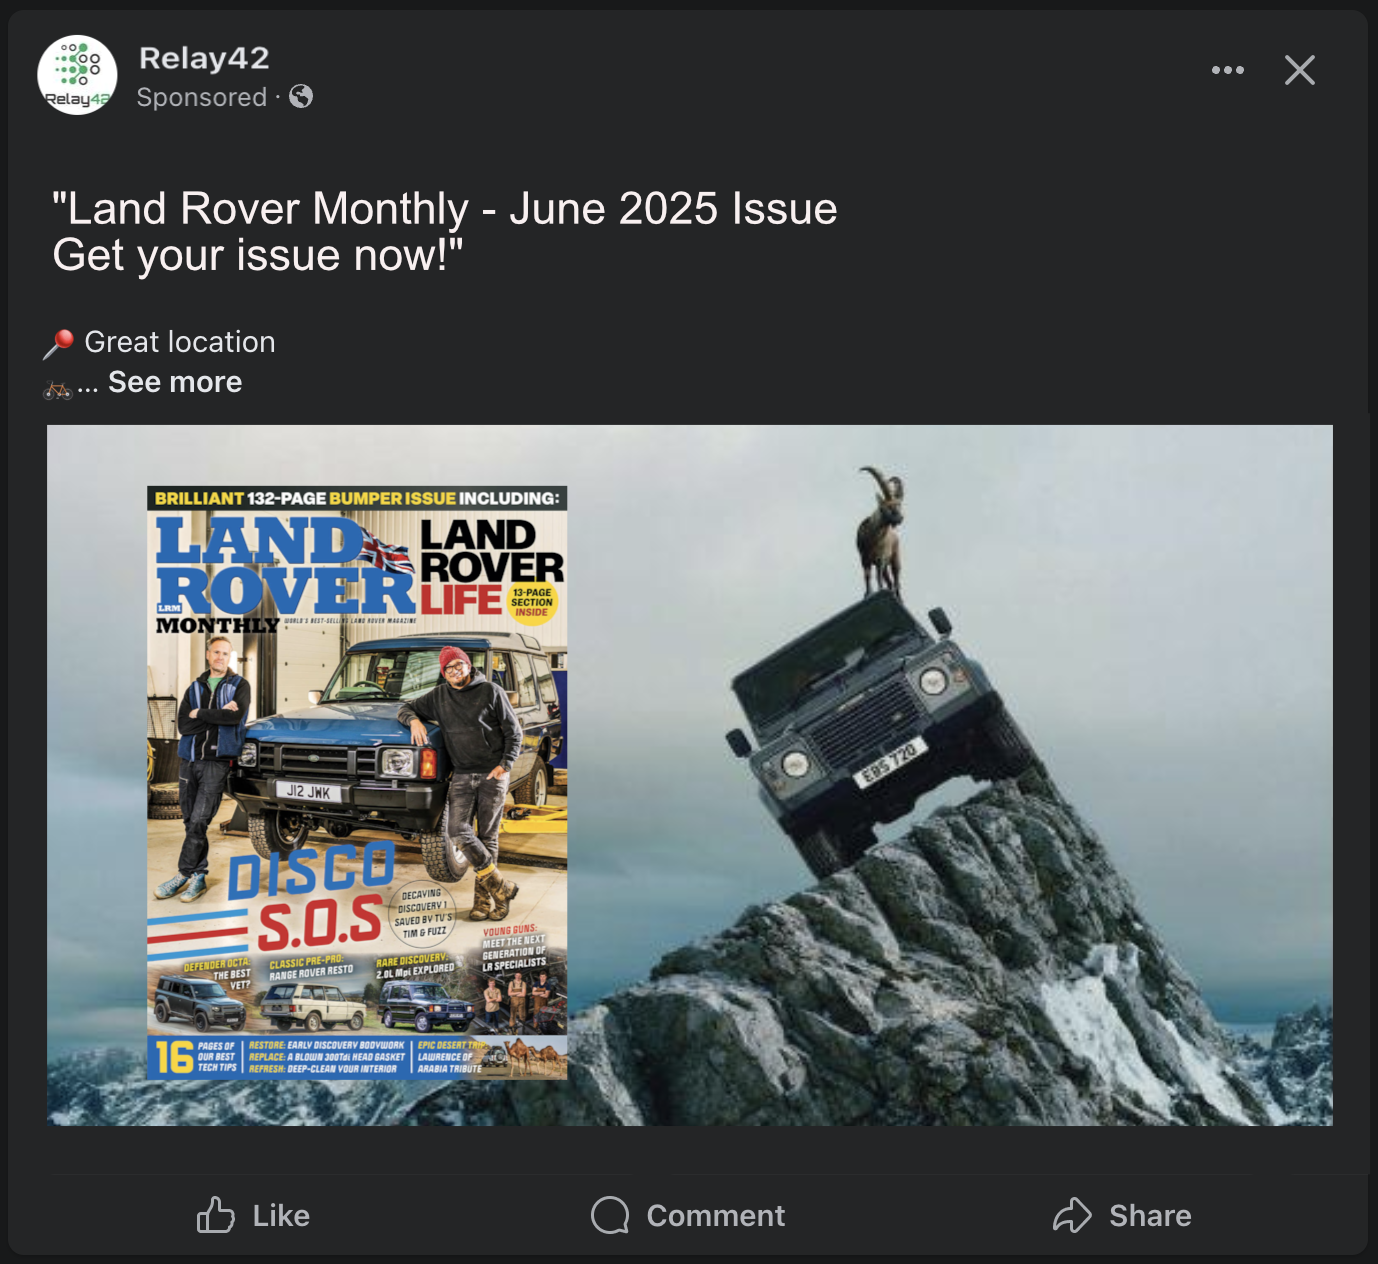 Relay42
Relay42
Sponsored ·
"Land Rover Monthly - June 2025 Issue
Get your issue now!"
Great location
... See more
BRILLIANT 132-PAGE BUMPER ISSUE INCLUDING:
LAND
ROVER
LRM
MONTHLY
WORLD'S BEST-SELLING LAND ROVER MAGAZINE
LAND
ROVER
LIFE
13-PAGE
SECTION
INSIDE
J12 JWK
EBS 72Q
DISCO
S.O.S
DECAYING
DISCOVERY 1
SAVED BY TV'S
TIM & FUZZ
YOUNG GUNS:
MEET THE NEXT
GENERATION OF
LR SPECIALISTS
DEFENDER OCTA:
THE BEST
YET?
CLASSIC PRE-PRO:
RANGE ROVER RESTO
RARE DISCOVERY:
2.0L Mpi EXPLORED
16
PAGES OF
OUR BEST
TECH TIPS
RESTORE: EARLY DISCOVERY BODYWORK
REPLACE: A BLOWN 300Tdi HEAD GASKET
REFRESH: DEEP-CLEAN YOUR INTERIOR
EPIC DESERT TRIP:
LAWRENCE OF
ARABIA TRIBUTE
Like
Comment
Share